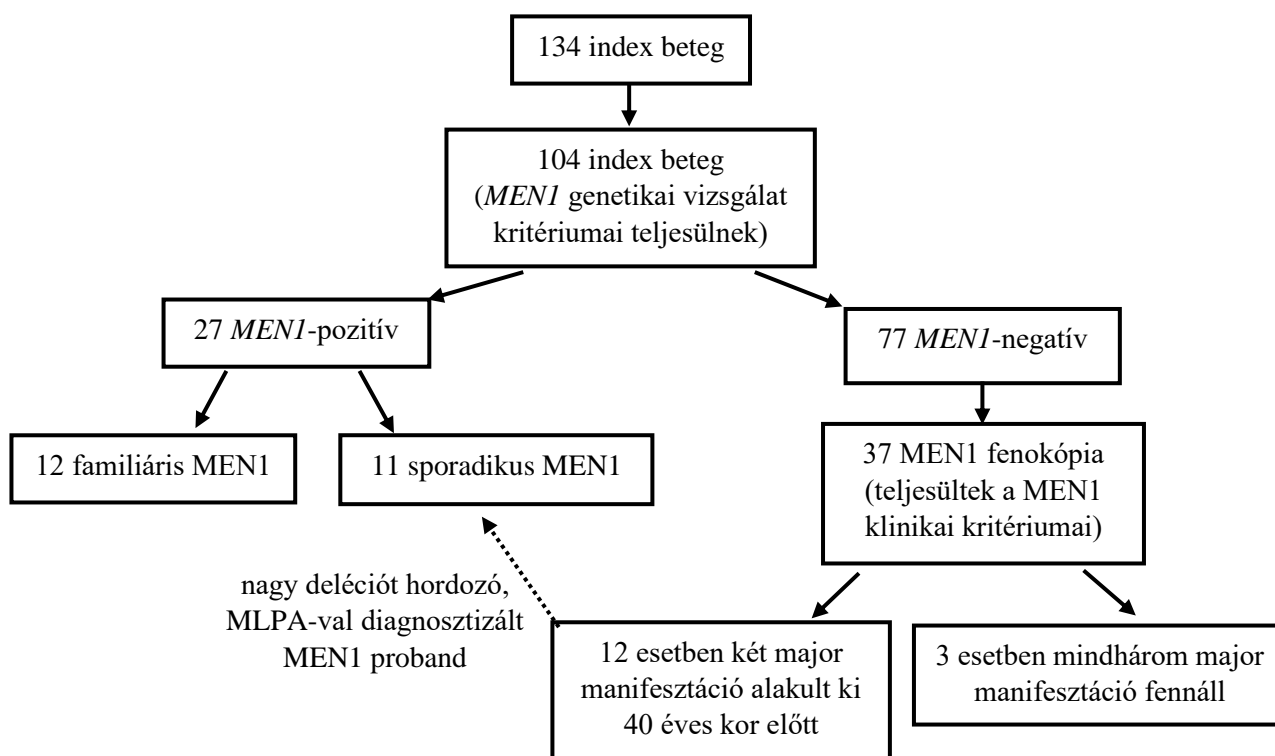 134 index beteg
104 index beteg
(MEN1 genetikai vizsgálat
kritériumai teljesülnek)
27 MEN1-pozitív
77 MEN1-negatív
12 familiáris MEN1
11 sporadikus MEN1
37 MEN1 fenokópia
(teljesültek a MEN1
klinikai kritériumai)
nagy deléciót hordozó,
MLPA-val diagnosztizált
MEN1 proband
12 esetben két major
manifesztáció alakult ki
40 éves kor előtt
3 esetben mindhárom major
manifesztáció fennáll